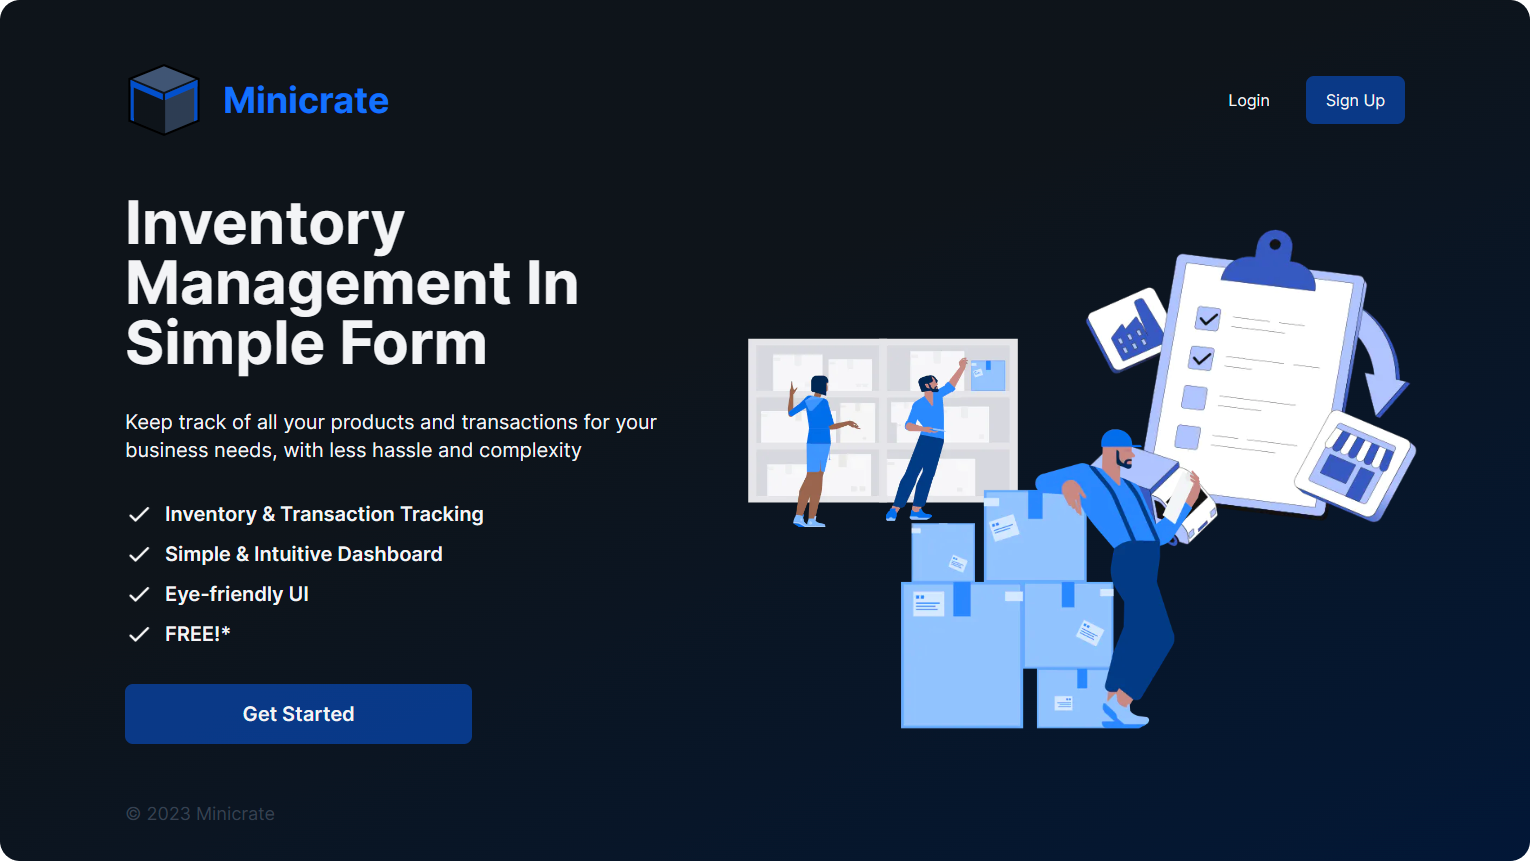 Minicrate
Login
Sign Up
Inventory
Management In
Simple Form
Keep track of all your products and transactions for your
business needs, with less hassle and complexity
Inventory & Transaction Tracking
Simple & Intuitive Dashboard
Eye-friendly UI
FREE!*
Get Started
© 2023 Minicrate